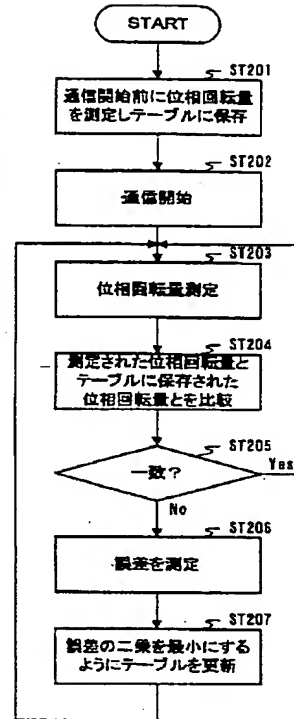 START
ST201
通信開始前に位相回転量
を測定しテーブルに保存
ST202
通信開始
ST203
位相回転量測定
ST204
測定された位相回転量と
テーブルに保存された
位相回転量とを比較
ST205
一致?
Yes
No
ST206
誤差を測定
ST207
誤差の二乗を最小にする
ようにテーブルを更新